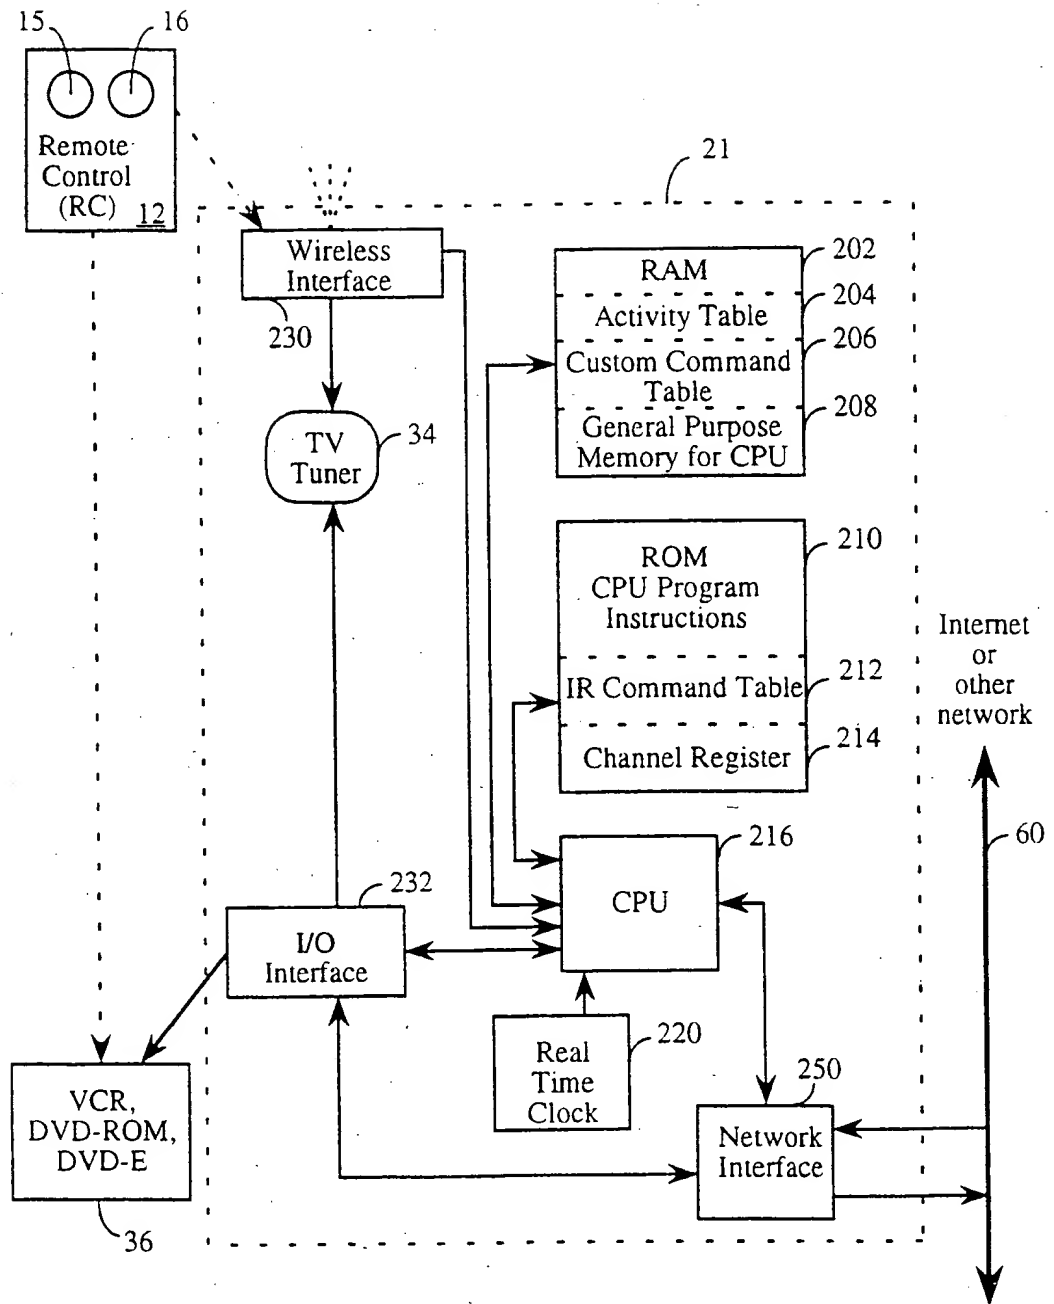 15
16
Remote
Control
(RC)
12
21
Wireless
Interface
230
RAM
202
Activity Table
204
Custom Command
Table
206
General Purpose
Memory for CPU
208
TV
Tuner
34
ROM
CPU Program
Instructions
210
IR Command Table
212
Channel Register
214
Internet
or
other
network
60
CPU
216
I/O
Interface
232
Real
Time
Clock
220
Network
Interface
250
VCR,
DVD-ROM,
DVD-E
36